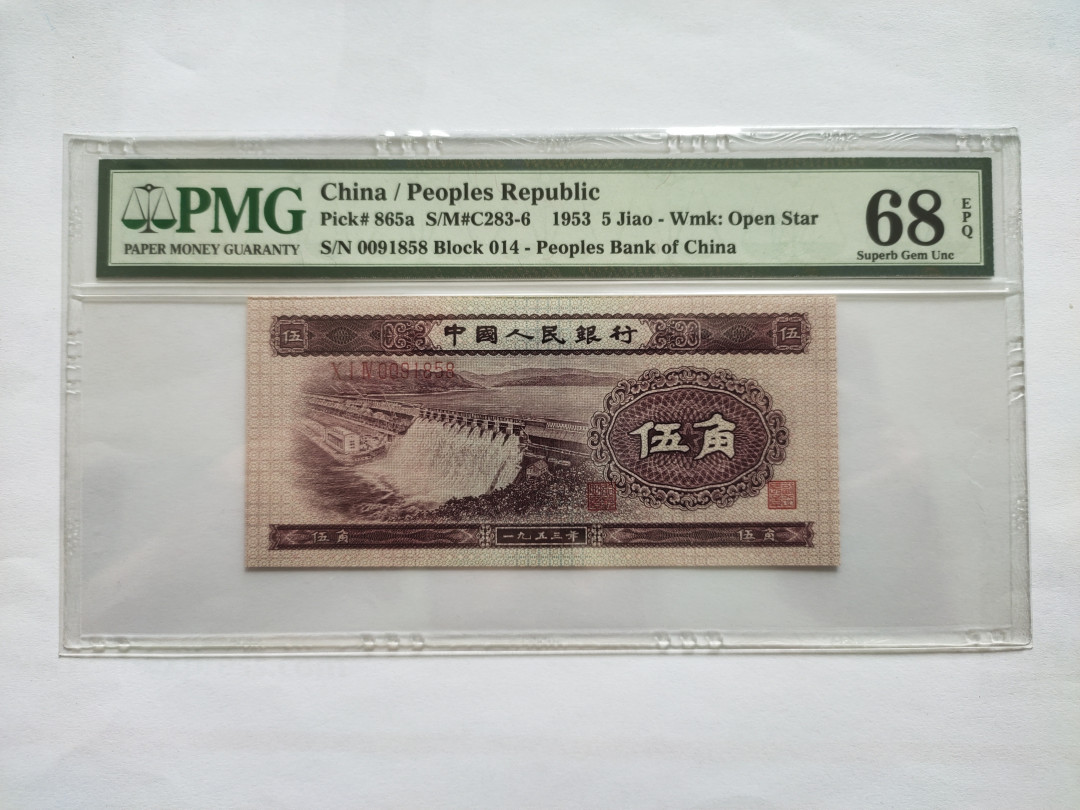 PMG
PAPER MONEY GUARANTY
China / Peoples Republic
Pick# 865a S/M#C283-6 1953 5 Jiao - Wmk: Open Star
S/N 0091858 Block 014 - Peoples Bank of China
68
EPQ
Superb Gem Unc
伍 中國人民銀行 伍
X I IV 0091858
伍角
伍角 一九五三年 伍角